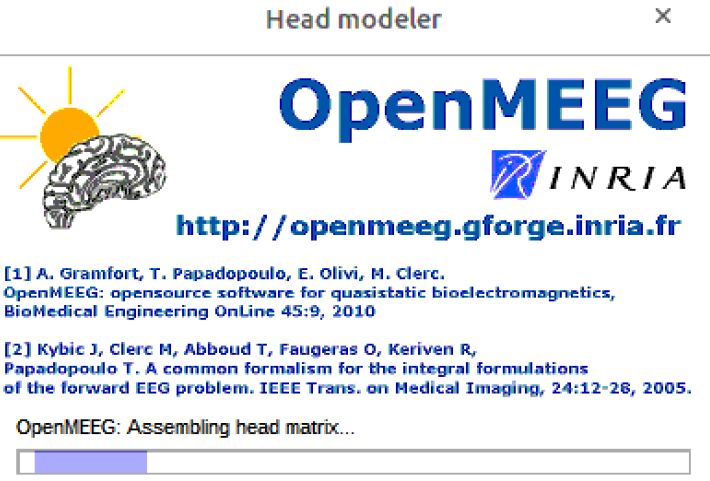 Head modeler
OpenMEEG
INRIA
http://openmeeg.gforge.inria.fr
[1] A. Gramfort, T. Papadopoulo, E. Olivi, M. Clerc.
OpenMEEG: opensource software for quasistatic bioelectromagnetics,
BioMedical Engineering OnLine 45:9, 2010
[2] Kybic J, Clerc M, Abboud T, Faugeras O, Keriven R,
Papadopoulo T. A common formalism for the integral formulations
of the forward EEG problem. IEEE Trans. on Medical Imaging, 24:12-28, 2005.
OpenMEEG: Assembling head matrix...